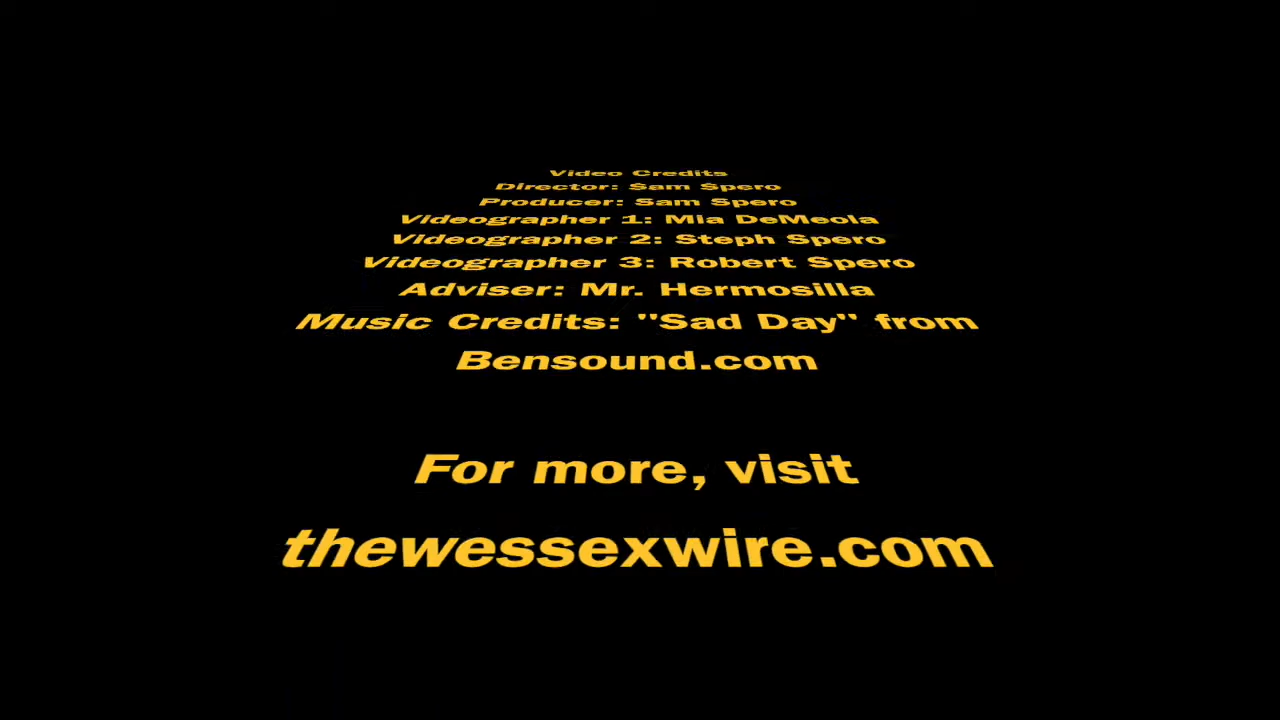 Video Credits
Director: Sam Spero
Producer: Sam Spero
Videographer 1: Mia DeMeola
Videographer 2: Steph Spero
Videographer 3: Robert Spero
Adviser: Mr. Hermosilla
Music Credits: "Sad Day" from
Bensound.com
For more, visit
thewessexwire.com